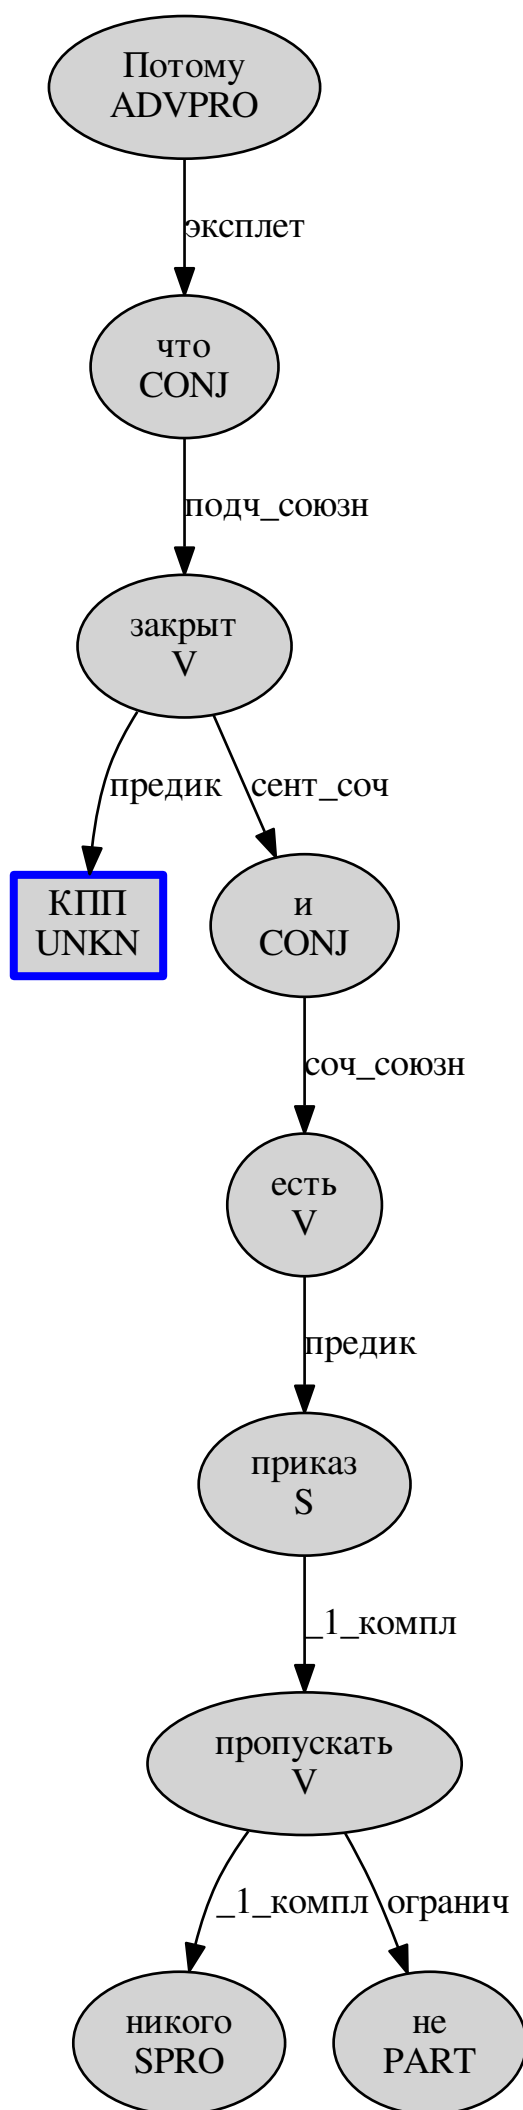 Потому
ADVPRO
эксплет
что
CONJ
подч_союзн
закрыт
V
предик
сент_соч
КПП
UNKN
и
CONJ
соч_союзн
есть
V
предик
приказ
S
_1_компл
пропускать
V
_1_компл
огранич
никого
SPRO
не
PART